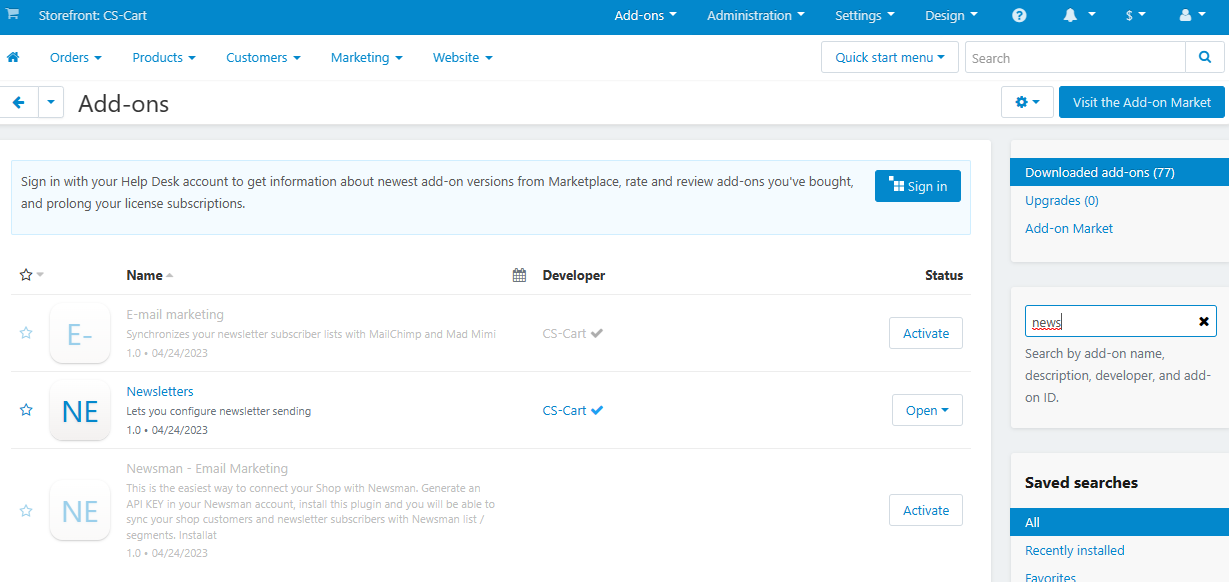 Storefront: CS-Cart
Add-ons
Administration
Settings
Design
?
$
Orders
Products
Customers
Marketing
Website
Quick start menu
Search
Add-ons
Visit the Add-on Market
Sign in with your Help Desk account to get information about newest add-on versions from Marketplace, rate and review add-ons you've bought,
and prolong your license subscriptions.
Sign in
Name
Developer
Status
E-
E-mail marketing
Synchronizes your newsletter subscriber lists with MailChimp and Mad Mimi
1.0 • 04/24/2023
CS-Cart
Activate
NE
Newsletters
Lets you configure newsletter sending
1.0 • 04/24/2023
CS-Cart
Open
NE
Newsman - Email Marketing
This is the easiest way to connect your Shop with Newsman. Generate an
API KEY in your Newsman account, install this plugin and you will be able to
sync your shop customers and newsletter subscribers with Newsman list /
segments. Installat
1.0 • 04/24/2023
Activate
Downloaded add-ons (77)
Upgrades (0)
Add-on Market
news
Search by add-on name,
description, developer, and add-
on ID.
Saved searches
All
Recently installed
Favorites